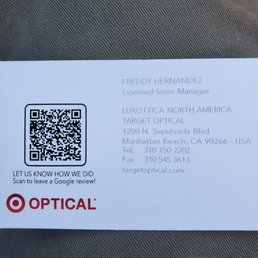 FREDDY HERNANDEZ
Licensed Store Manager
LUXOTTICA NORTH AMERICA
TARGET OPTICAL
1200 N. Sepulveda Blvd.
Manhattan Beach, CA 90266 - USA
Tel. 310 750 2202
Fax 310 545 3613
targetoptical.com
LET US KNOW HOW WE DID
Scan to leave a Google review!
OPTICAL